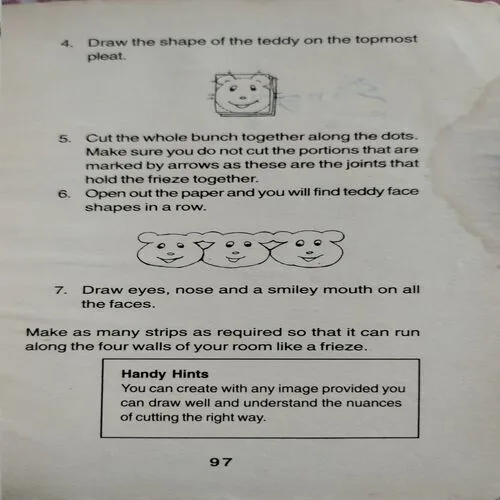 4. Draw the shape of the teddy on the topmost
pleat.
5. Cut the whole bunch together along the dots.
Make sure you do not cut the portions that are
marked by arrows as these are the joints that
hold the frieze together.
6. Open out the paper and you will find teddy face
shapes in a row.
7. Draw eyes, nose and a smiley mouth on all
the faces.
Make as many strips as required so that it can run
along the four walls of your room like a frieze.
Handy Hints
You can create with any image provided you
can draw well and understand the nuances
of cutting the right way.
97